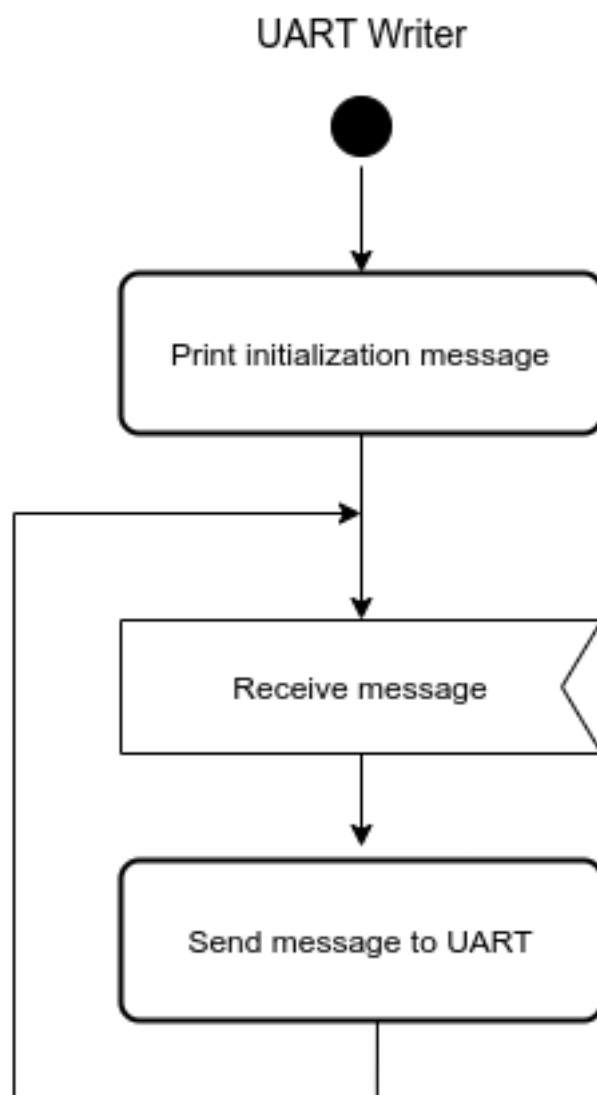 UART Writer
Print initialization message
Receive message
Send message to UART